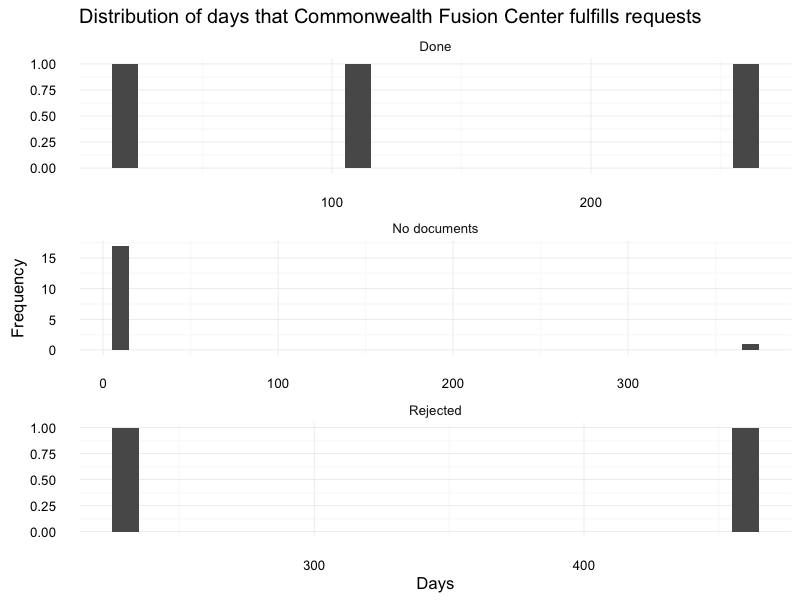 Distribution of days that Commonwealth Fusion Center fulfills requests
Done
1.00
0.75
0.50
0.25
0.00
100 200
No documents
15
10
5
0
0 100 200 300
Frequency
Rejected
1.00
0.75
0.50
0.25
0.00
300 400
Days